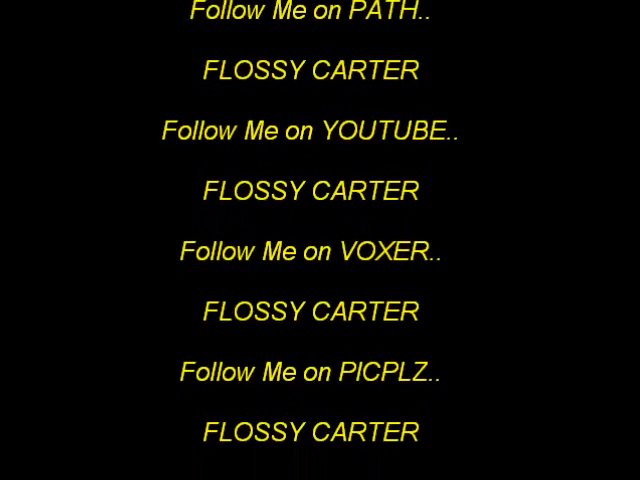 Follow Me on PATH..
FLOSSY CARTER
Follow Me on YOUTUBE..
FLOSSY CARTER
Follow Me on VOXER..
FLOSSY CARTER
Follow Me on PICPLZ..
FLOSSY CARTER